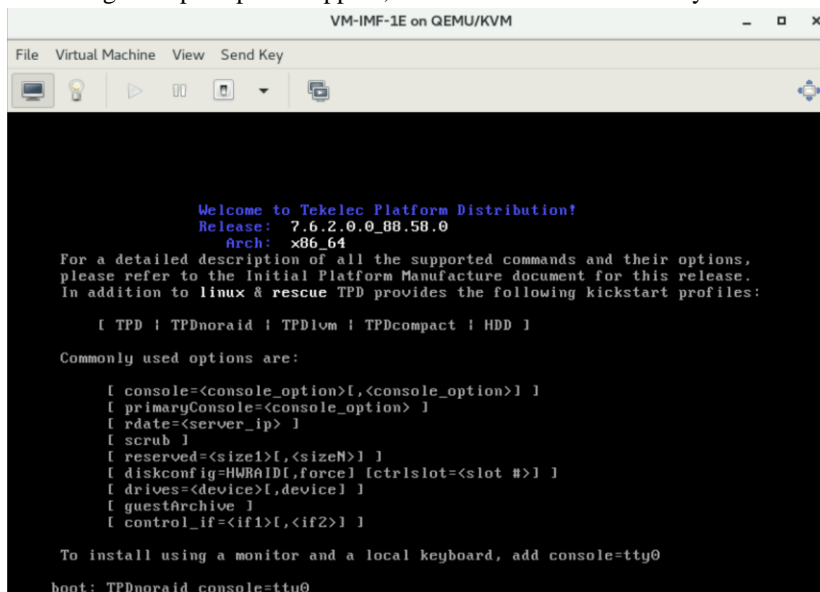 VM-IMF-1E on QEMU/KVM
File Virtual Machine View Send Key
Welcome to Tekelec Platform Distribution!
Release: 7.6.2.0.0_88.58.0
Arch: x86_64
For a detailed description of all the supported commands and their options,
please refer to the Initial Platform Manufacture document for this release.
In addition to linux & rescue TPD provides the following kickstart profiles:
[ TPD | TPDnoraid | TPDlvm | TPDcompact | HDD ]
Commonly used options are:
[ console=<console_option>[,<console_option>] ]
[ primaryConsole=<console_option> ]
[ rdate=<server_ip> ]
[ scrub ]
[ reserved=<size1>[,<sizeN>] ]
[ diskconfig=HWRAID[,force] [ctrlslot=<slot #>] ]
[ drives=<device>[,device] ]
[ guestArchive ]
[ control_if=<if1>[,<if2>] ]
To install using a monitor and a local keyboard, add console=tty0
boot: TPDnoraid console=tty0